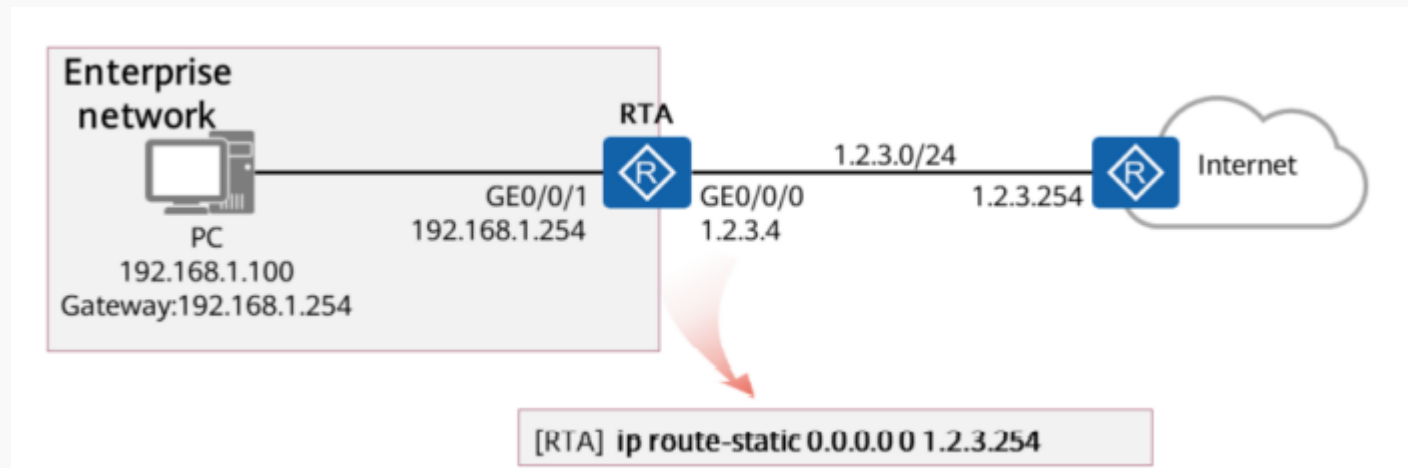 Enterprise
network
RTA
R
1.2.3.0/24
R
Internet
GE0/0/1
GE0/0/0
1.2.3.254
192.168.1.254
1.2.3.4
PC
192.168.1.100
Gateway:192.168.1.254
[RTA] ip route-static 0.0.0.0 0 1.2.3.254